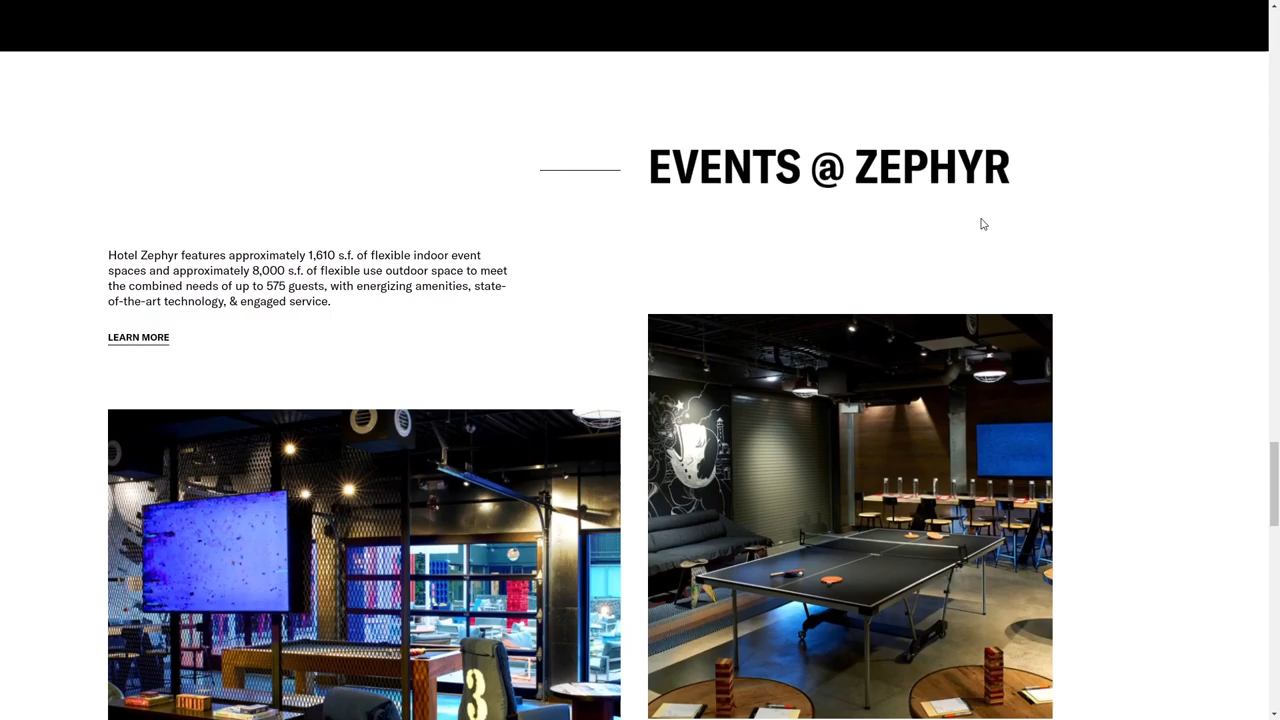 EVENTS @ ZEPHYR
Hotel Zephyr features approximately 1,610 s.f. of flexible indoor event
spaces and approximately 8,000 s.f. of flexible use outdoor space to meet
the combined needs of up to 575 guests, with energizing amenities, state-
of-the-art technology, & engaged service.
LEARN MORE
3